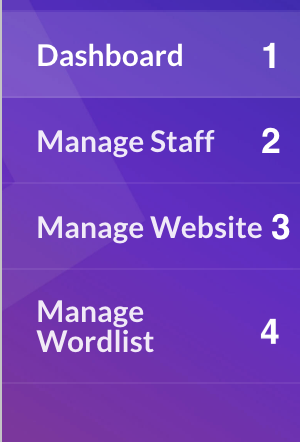 Dashboard 1
Manage Staff 2
Manage Website 3
Manage
Wordlist 4